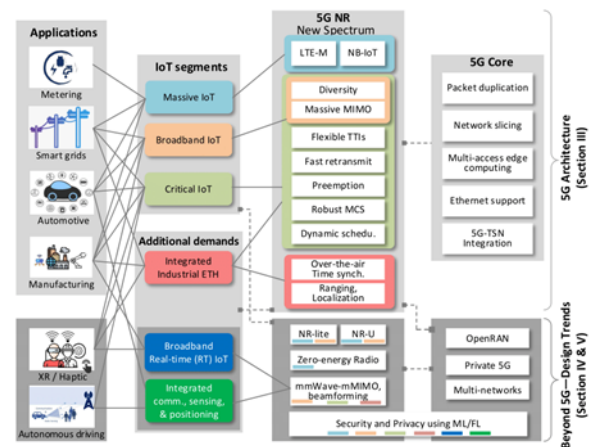 Applications
Metering
Smart grids
Automotive
Manufacturing
XR / Haptic
Autonomous driving
IoT segments
Massive IoT
Broadband IoT
Critical IoT
Additional demands
Integrated
Industrial ETH
Broadband
Real-time (RT) IoT
Integrated
comm., sensing, &
positioning
5G NR
New Spectrum
LTE-M
NB-IoT
Diversity
Massive MIMO
Flexible TTIs
Fast retransmit
Preemption
Robust MCS
Dynamic schedu.
Over-the-air
Time synch.
Ranging,
Localization
NR-lite
NR-U
Zero-energy Radio
mmWave-mMIMO,
beamforming
Security and Privacy using ML/FL
5G Core
Packet duplication
Network slicing
Multi-access edge
computing
Ethernet support
5G-TSN
Integration
OpenRAN
Private 5G
Multi-networks
5G Architecture
(Section III)
Beyond 5G—Design Trends
(Section IV & V)